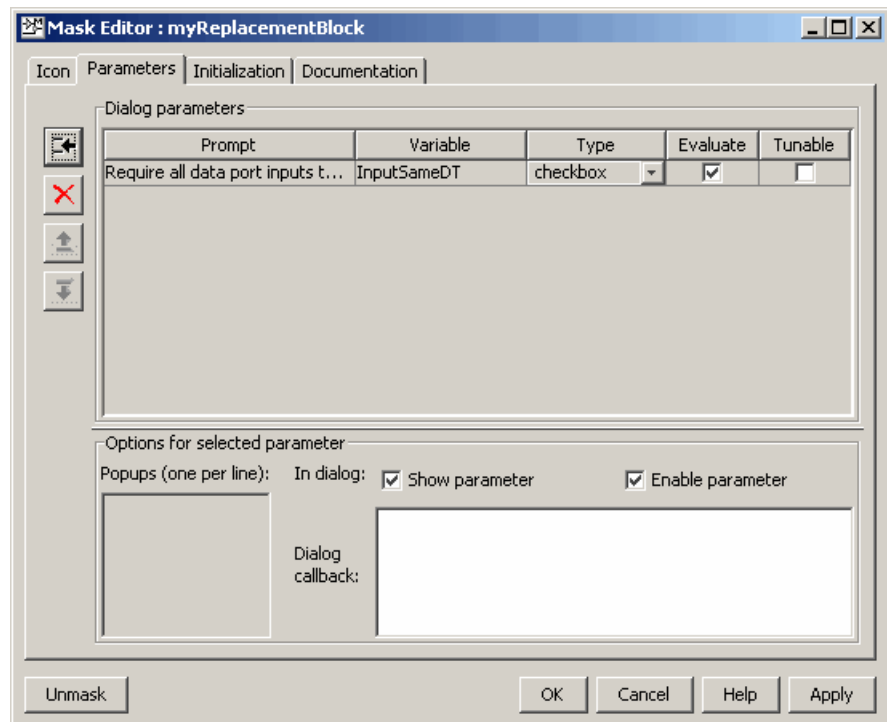 Mask Editor : myReplacementBlock
Icon Parameters Initialization Documentation
Dialog parameters
Prompt Variable Type Evaluate Tunable
Require all data port inputs t... InputSameDT checkbox
Options for selected parameter
Popups (one per line): In dialog: Show parameter Enable parameter
Dialog
callback:
Unmask OK Cancel Help Apply